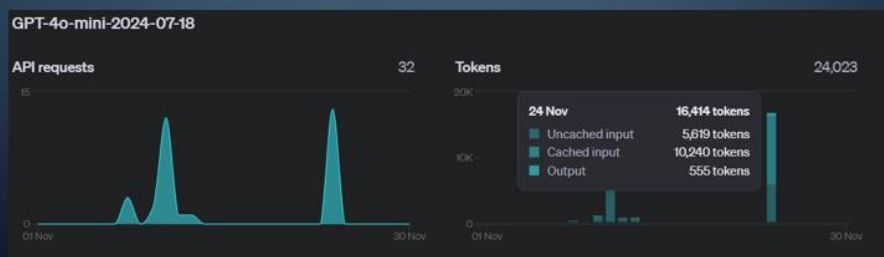 GPT-4o-mini-2024-07-18
API requests 32
15
0
01 Nov 30 Nov
Tokens 24,023
20K
10K
0
01 Nov 30 Nov
24 Nov 16,414 tokens
Uncached input 5,619 tokens
Cached input 10,240 tokens
Output 555 tokens